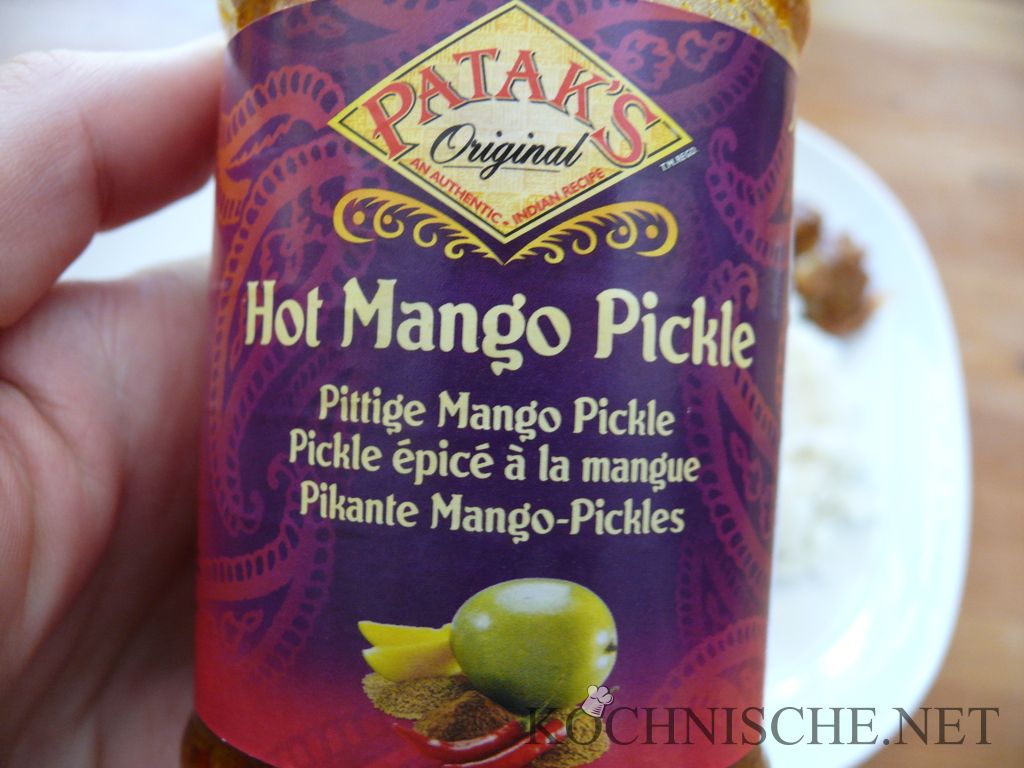 PATAK'S
Original
AN AUTHENTIC • INDIAN RECIPE
T.M. REGD.
Hot Mango Pickle
Pittige Mango Pickle
Pickle épicé à la mangue
Pikante Mango-Pickles
KOCHNISCHE.NET